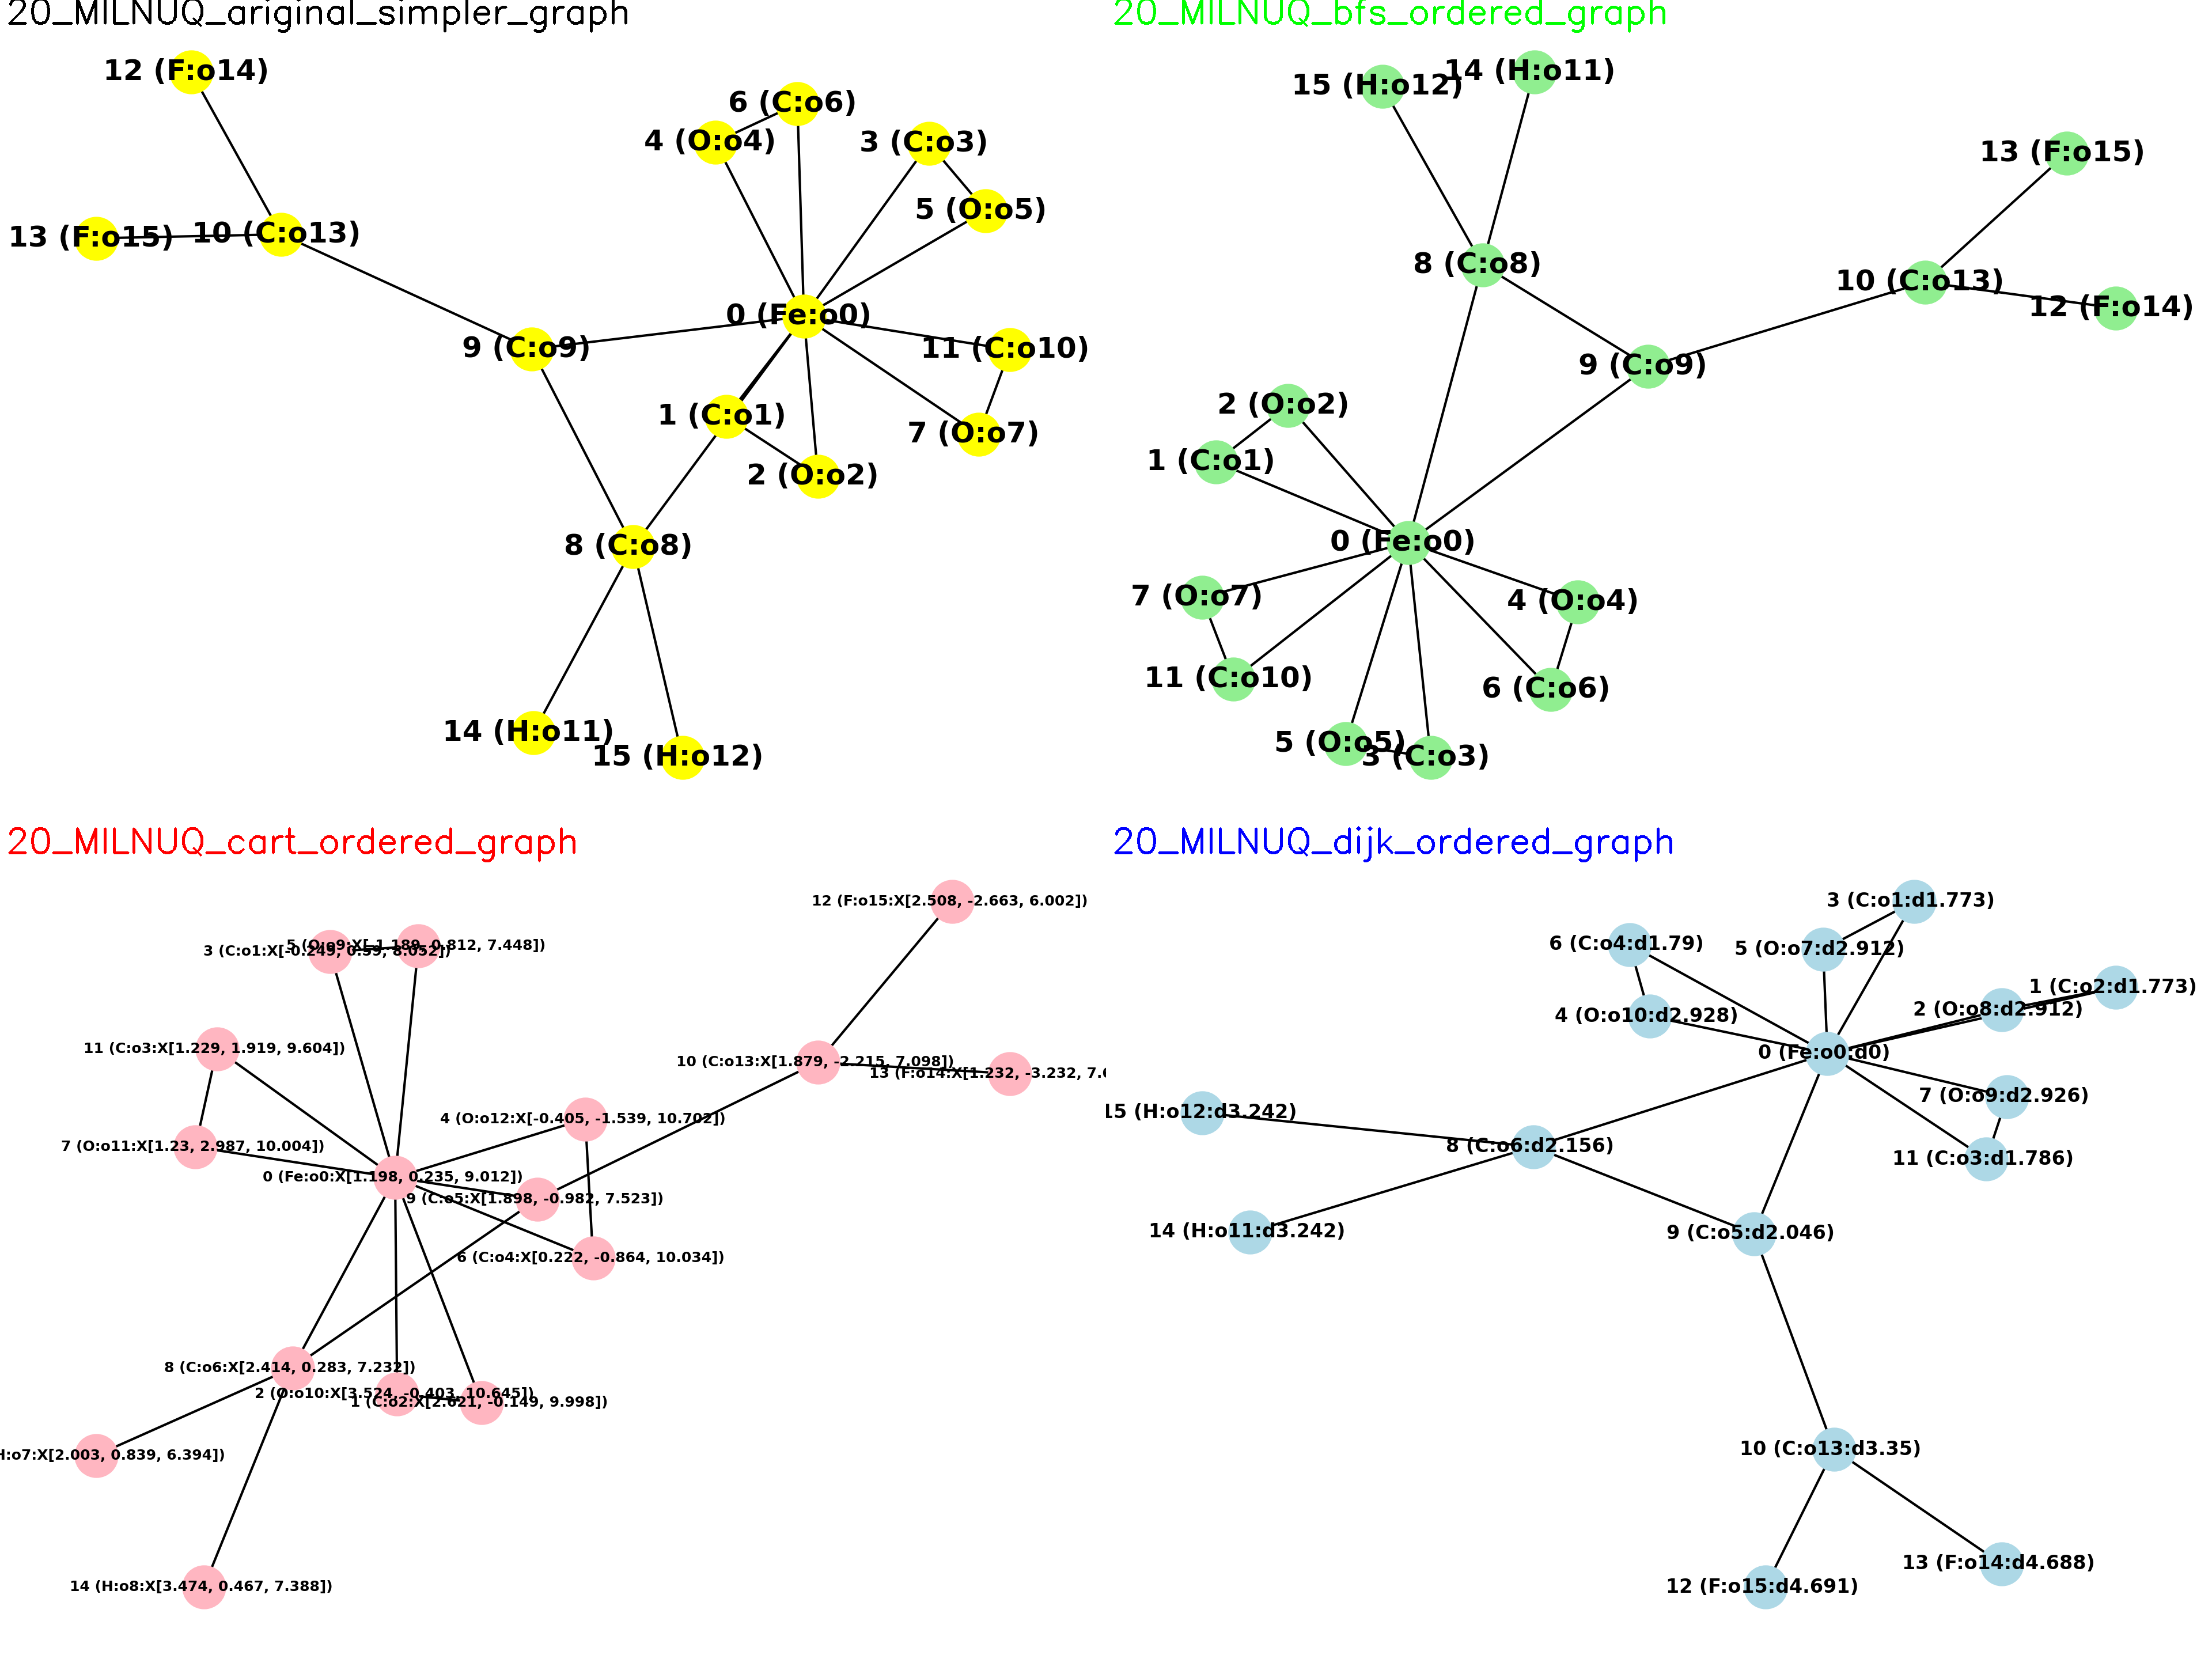 20_MILNUQ_original_simpler_graph
12 (F:o14)
6 (C:o6)
4 (O:o4)
3 (C:o3)
5 (O:o5)
13 (F:o15)
10 (C:o13)
0 (Fe:o0)
9 (C:o9)
11 (C:o10)
1 (C:o1)
7 (O:o7)
2 (O:o2)
8 (C:o8)
14 (H:o11)
15 (H:o12)
20_MILNUQ_bfs_ordered_graph
15 (H:o12)
14 (H:o11)
13 (F:o15)
8 (C:o8)
10 (C:o13)
12 (F:o14)
9 (C:o9)
2 (O:o2)
1 (C:o1)
0 (Fe:o0)
7 (O:o7)
4 (O:o4)
11 (C:o10)
6 (C:o6)
5 (O:o5)
3 (C:o3)
20_MILNUQ_cart_ordered_graph
12 (F:o15:X[2.508, -2.663, 6.002])
5 (O:o9:X[-1.189, 0.812, 7.448])
3 (C:o1:X[-0.249, 0.59, 8.052])
11 (C:o3:X[1.229, 1.919, 9.604])
10 (C:o13:X[1.879, -2.215, 7.098])
13 (F:o14:X[1.232, -3.232, 7.6
4 (O:o12:X[-0.405, -1.539, 10.702])
7 (O:o11:X[1.23, 2.987, 10.004])
0 (Fe:o0:X[1.198, 0.235, 9.012])
9 (C:o5:X[1.898, -0.982, 7.523])
6 (C:o4:X[0.222, -0.864, 10.034])
8 (C:o6:X[2.414, 0.283, 7.232])
2 (O:o10:X[3.524, -0.403, 10.645])
1 (C:o2:X[2.621, -0.149, 9.998])
H:o7:X[2.003, 0.839, 6.394])
14 (H:o8:X[3.474, 0.467, 7.388])
20_MILNUQ_dijk_ordered_graph
3 (C:o1:d1.773)
6 (C:o4:d1.79)
5 (O:o7:d2.912)
1 (C:o2:d1.773)
2 (O:o8:d2.912)
4 (O:o10:d2.928)
0 (Fe:o0:d0)
7 (O:o9:d2.926)
15 (H:o12:d3.242)
8 (C:o6:d2.156)
11 (C:o3:d1.786)
14 (H:o11:d3.242)
9 (C:o5:d2.046)
10 (C:o13:d3.35)
13 (F:o14:d4.688)
12 (F:o15:d4.691)